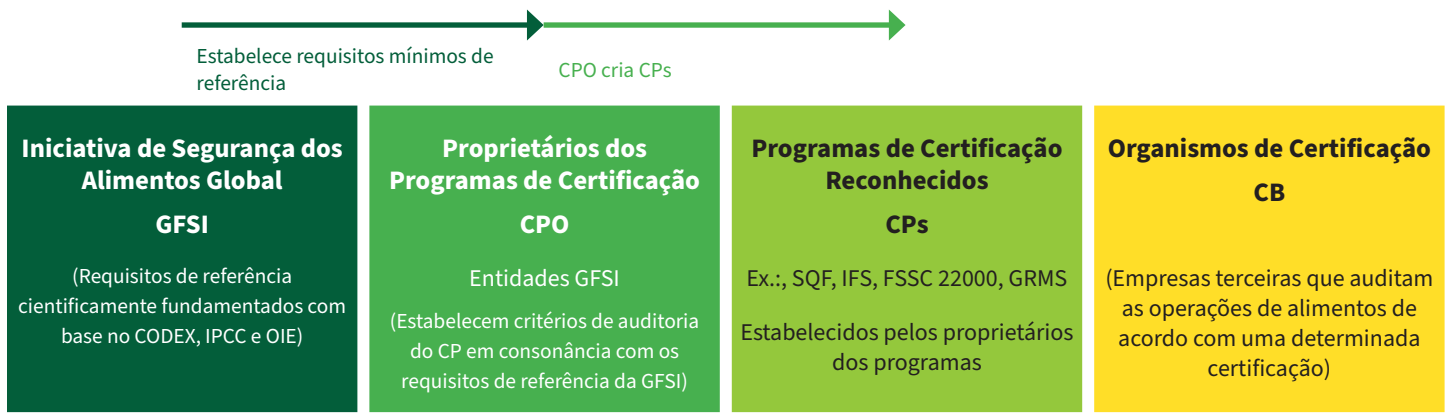 Estabelece requisitos mínimos de
referência
CPO cria CPs
Iniciativa de Segurança dos
Alimentos Global
GFSI
(Requisitos de referência
cientificamente fundamentados com
base no CODEX, IPCC e OIE)
Proprietários dos
Programas de Certificação
CPO
Entidades GFSI
(Estabelecem critérios de auditoria
do CP em consonância com os
requisitos de referência da GFSI)
Programas de Certificação
Reconhecidos
CPs
Ex.:, SQF, IFS, FSSC 22000, GRMS
Estabelecidos pelos proprietários
dos programas
Organismos de Certificação
CB
(Empresas terceiras que auditam
as operações de alimentos de
acordo com uma determinada
certificação)